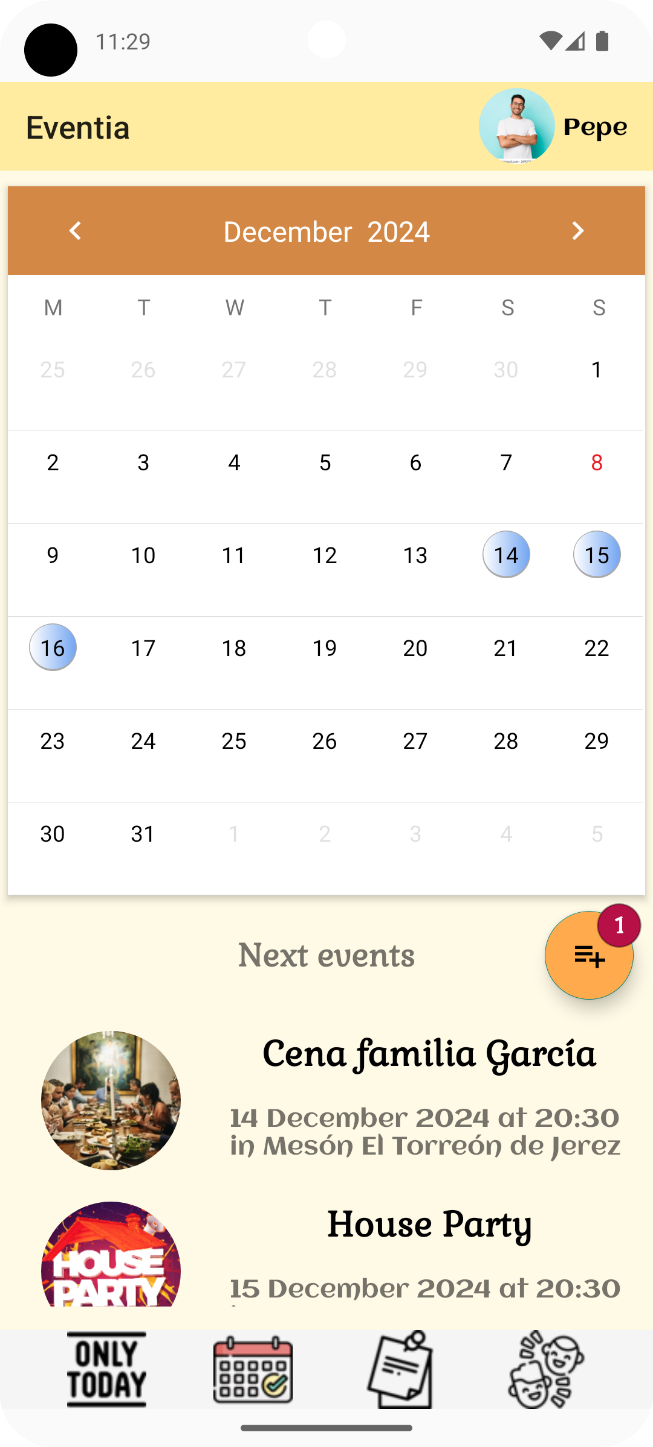 11:29
Eventia
Pepe
December 2024
M T W T F S S
25 26 27 28 29 30 1
2 3 4 5 6 7 8
9 10 11 12 13 14 15
16 17 18 19 20 21 22
23 24 25 26 27 28 29
30 31 1 2 3 4 5
1
Next events
Cena familia García
14 December 2024 at 20:30
in Mesón El Torreón de Jerez
HOUSE
PARTY
House Party
15 December 2024 at 20:30
ONLY
TODAY